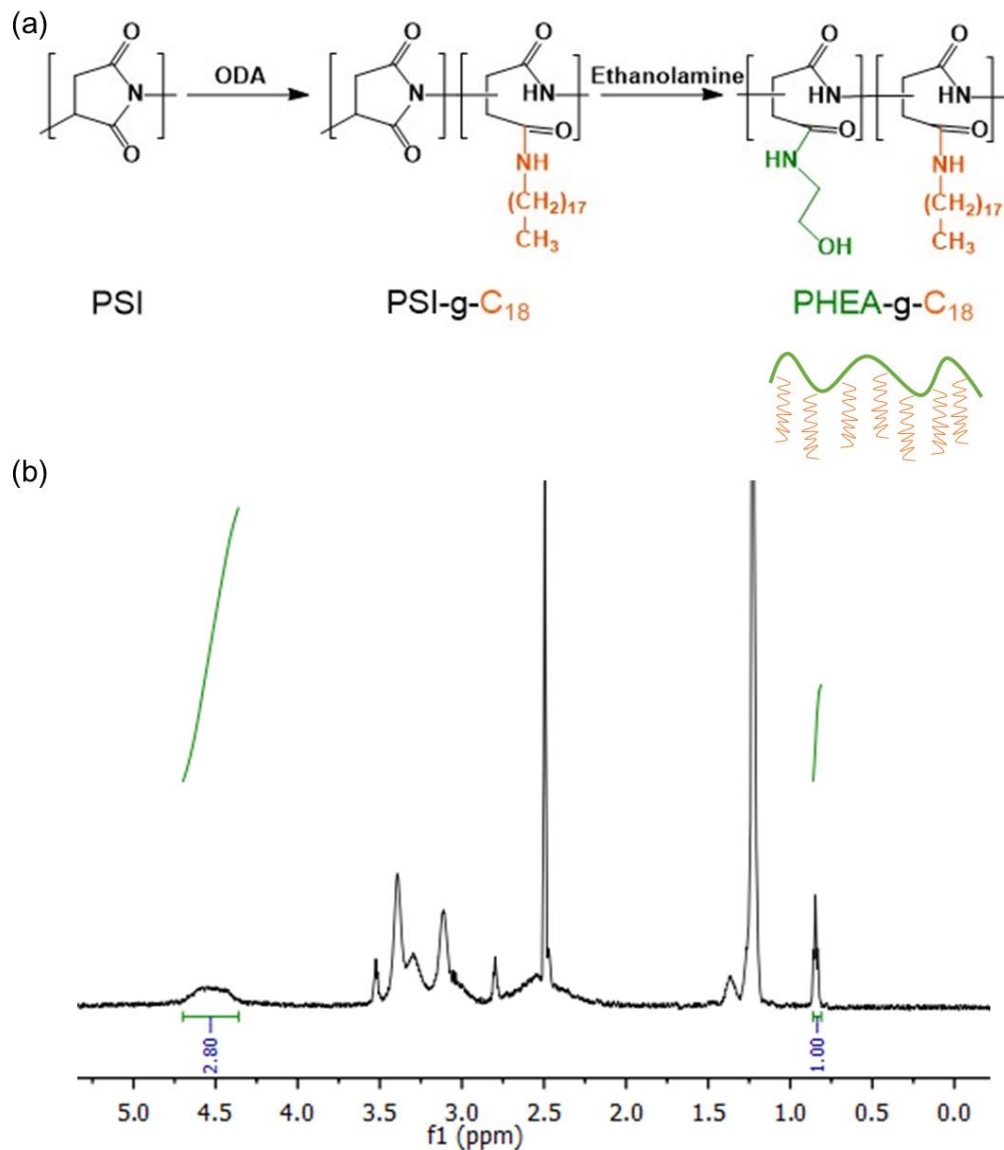 (a)
O
N
O
ODA
O
N
O
O
HN
O
NH
(CH₂)₁₇
CH₃
Ethanolamine
O
HN
O
HN
OH
O
HN
O
NH
(CH₂)₁₇
CH₃
PSI
PSI-g-C₁₈
PHEA-g-C₁₈
(b)
2.80
1.00
5.0 4.5 4.0 3.5 3.0 2.5 2.0 1.5 1.0 0.5 0.0
f1 (ppm)